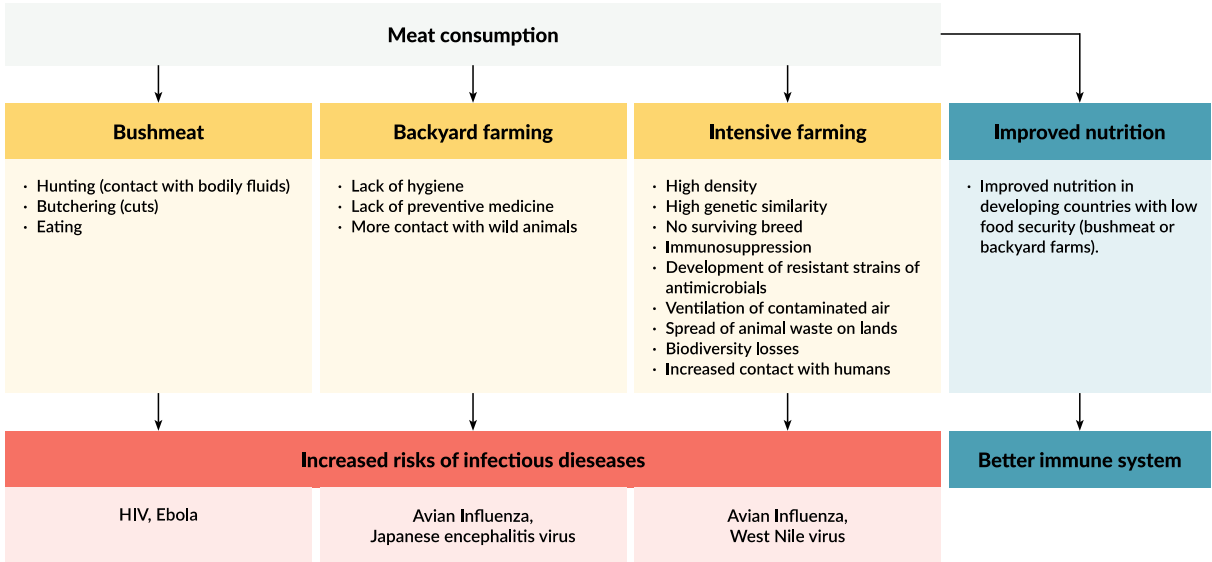 Meat consumption
Bushmeat
· Hunting (contact with bodily fluids)
· Butchering (cuts)
· Eating
Backyard farming
· Lack of hygiene
· Lack of preventive medicine
· More contact with wild animals
Intensive farming
· High density
· High genetic similarity
· No surviving breed
· Immunosuppression
· Development of resistant strains of
antimicrobials
· Ventilation of contaminated air
· Spread of animal waste on lands
· Biodiversity losses
· Increased contact with humans
Improved nutrition
· Improved nutrition in
developing countries with low
food security (bushmeat or
backyard farms).
Increased risks of infectious dieseases
Better immune system
HIV, Ebola
Avian Influenza,
Japanese encephalitis virus
Avian Influenza,
West Nile virus